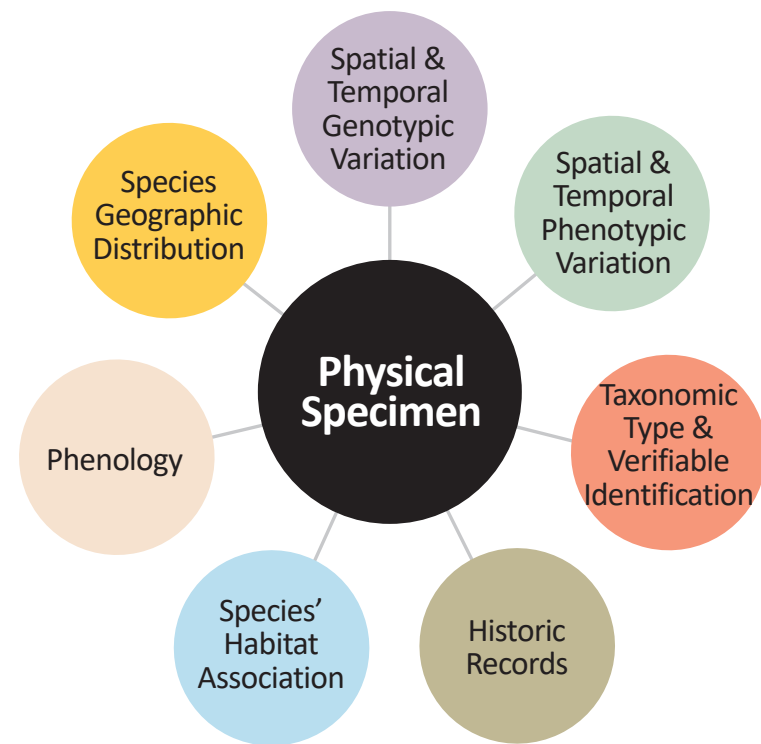 Spatial &
Temporal
Genotypic
Variation
Spatial &
Temporal
Phenotypic
Variation
Species
Geographic
Distribution
Physical
Specimen
Taxonomic
Type &
Verifiable
Identification
Phenology
Species’
Habitat
Association
Historic
Records